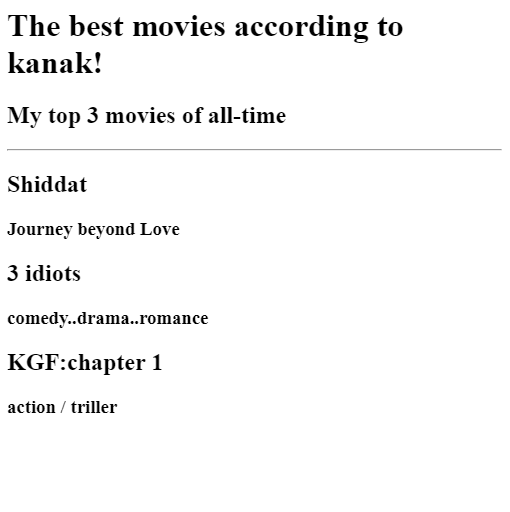 The best movies according to
kanak!
My top 3 movies of all-time
Shiddat
Journey beyond Love
3 idiots
comedy..drama..romance
KGF:chapter 1
action / triller